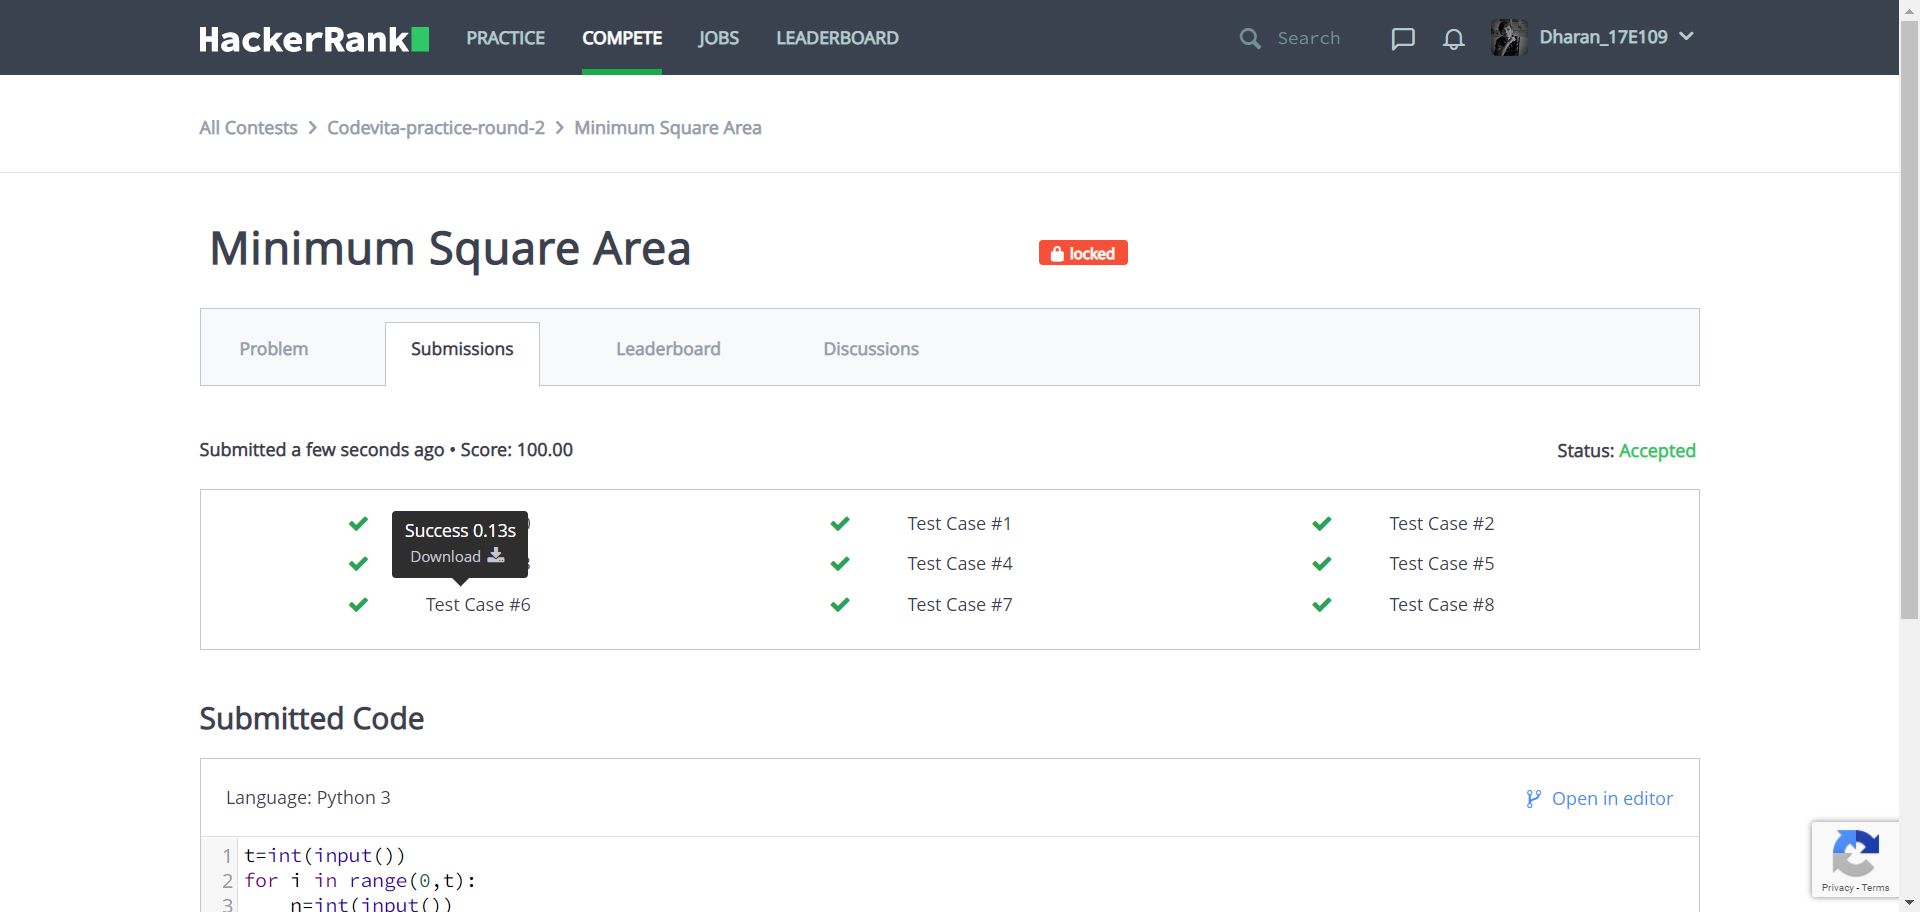 HackerRank PRACTICE COMPETE JOBS LEADERBOARD Search Dharan_17E109
All Contests > Codevita-practice-round-2 > Minimum Square Area
Minimum Square Area locked
Problem Submissions Leaderboard Discussions
Submitted a few seconds ago • Score: 100.00 Status: Accepted
Success 0.13s
Download
Test Case #1 Test Case #2
Test Case #4 Test Case #5
Test Case #6 Test Case #7 Test Case #8
Submitted Code
Language: Python 3 Open in editor
1 t=int(input())
2 for i in range(0,t):
3 n=int(input())
Privacy - Terms